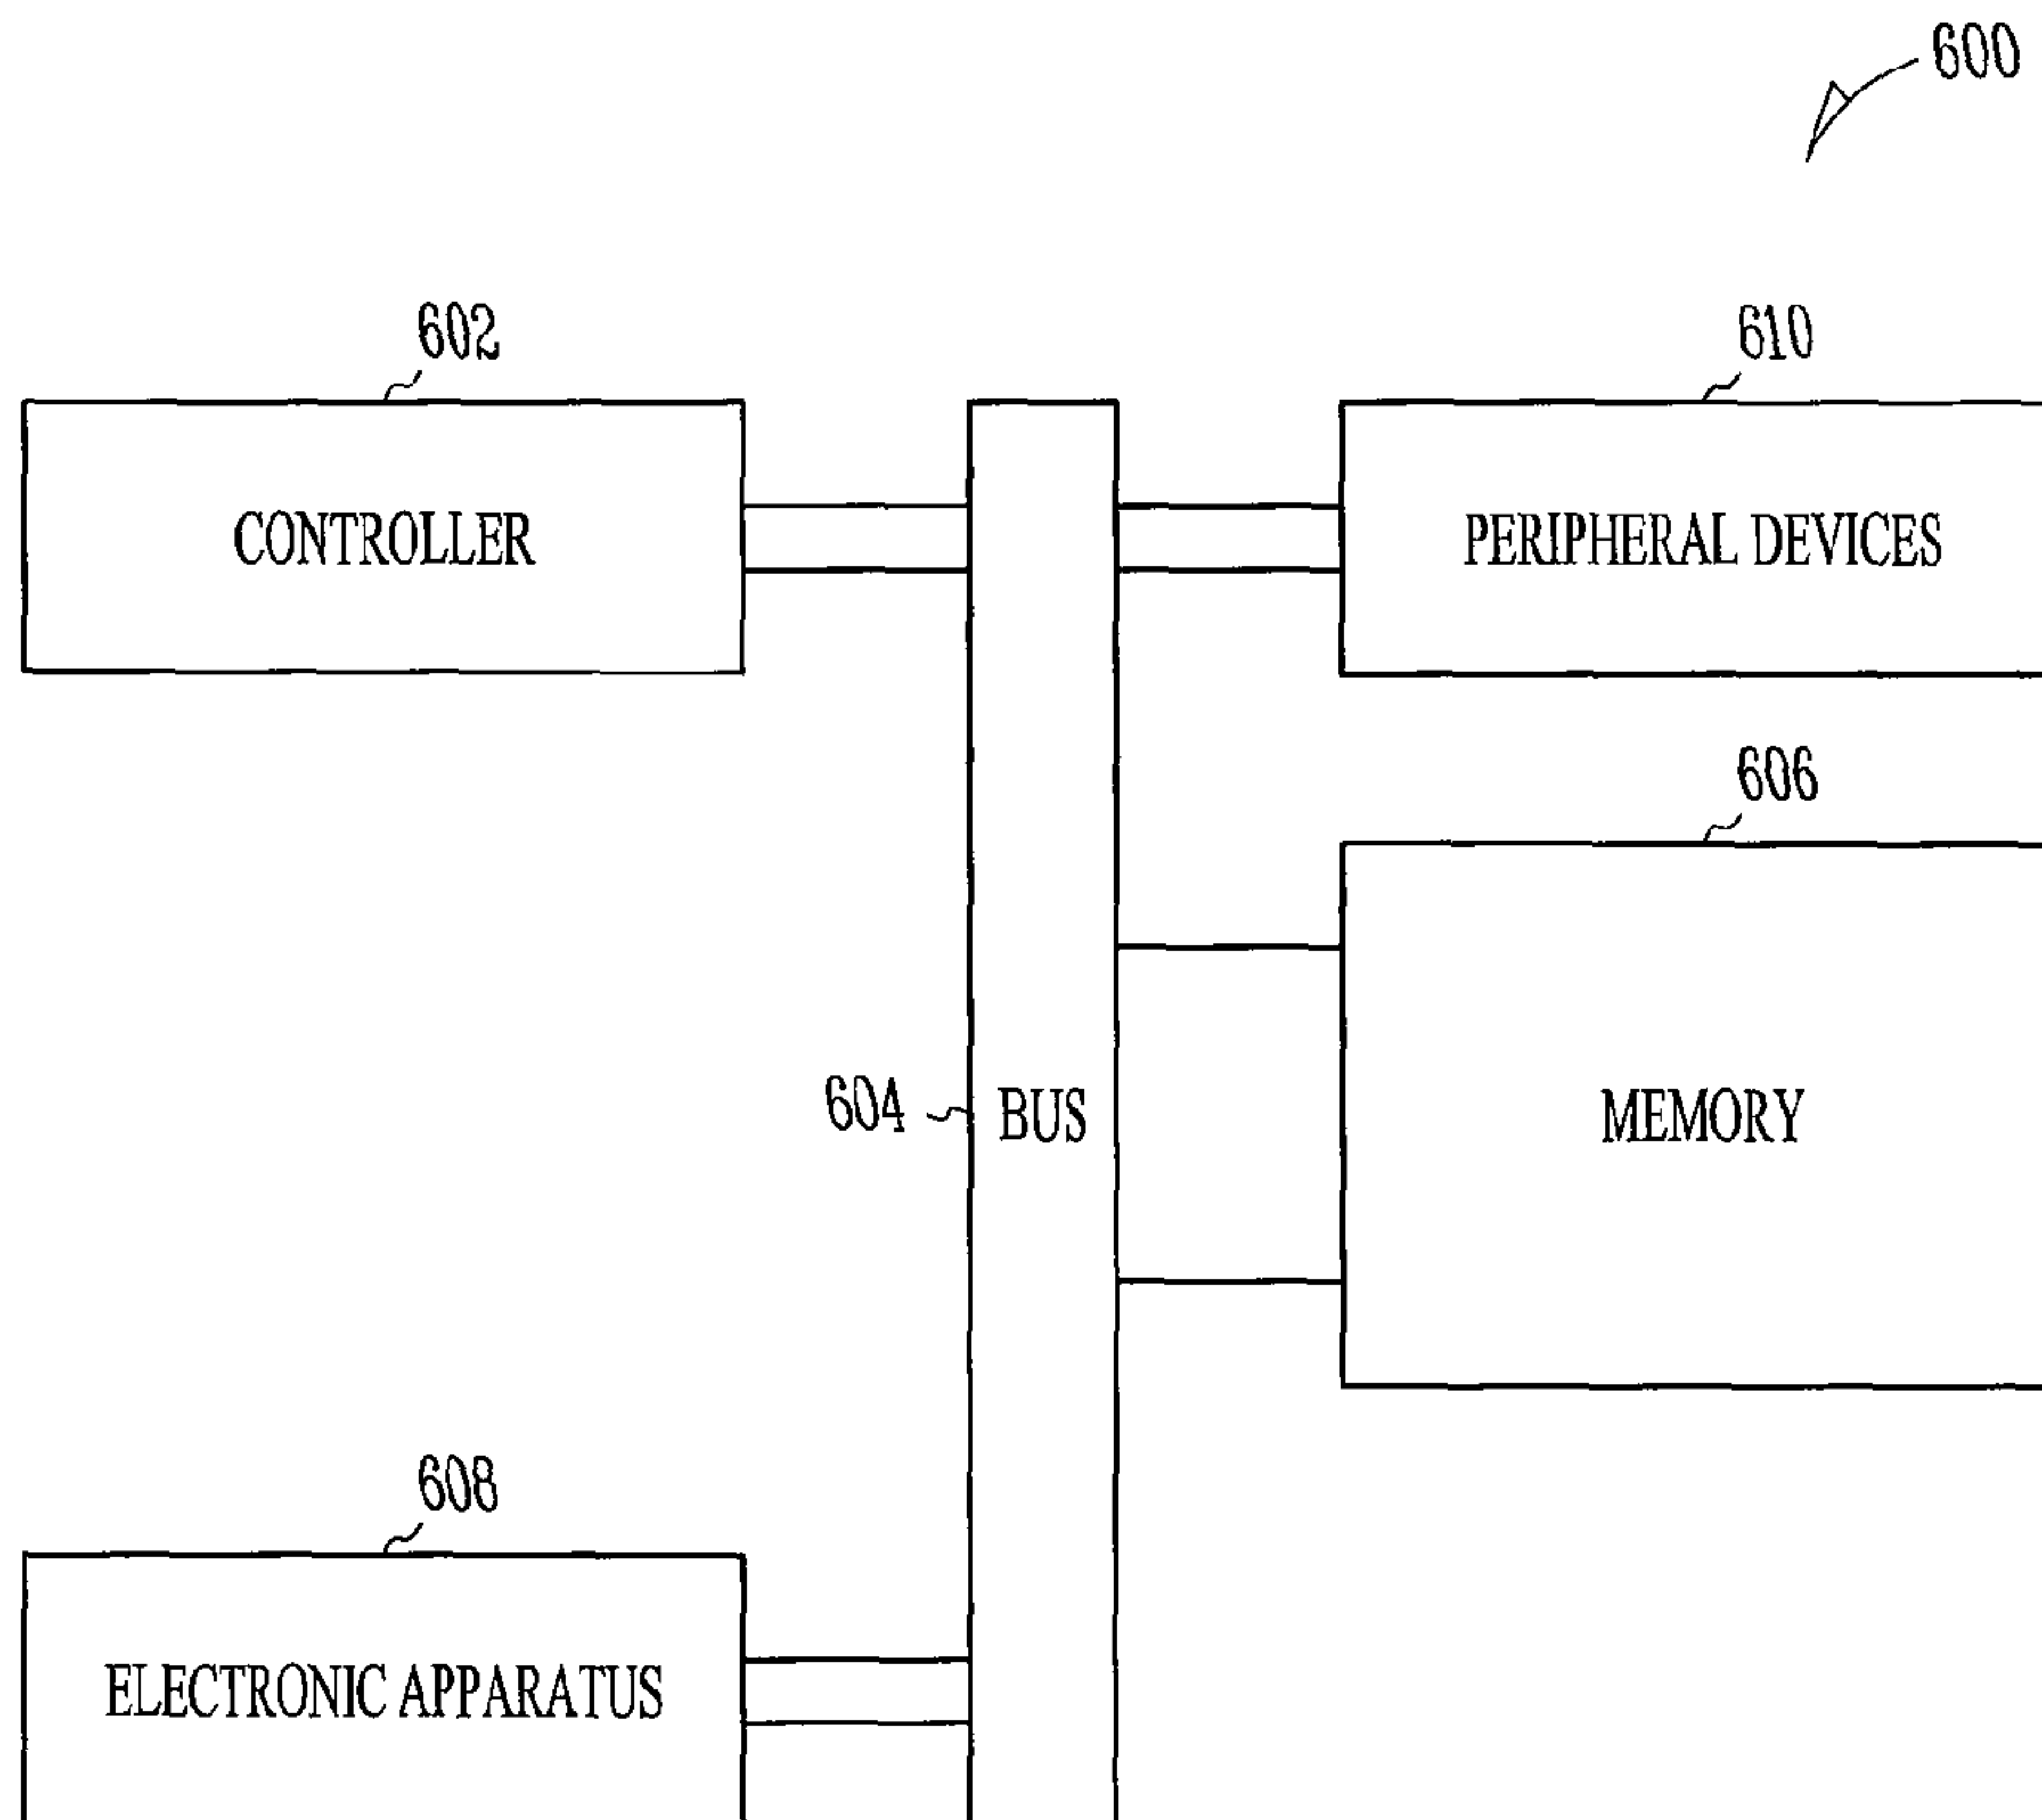 600
602
610
CONTROLLER
PERIPHERAL DEVICES
606
604
BUS
MEMORY
608
ELECTRONIC APPARATUS